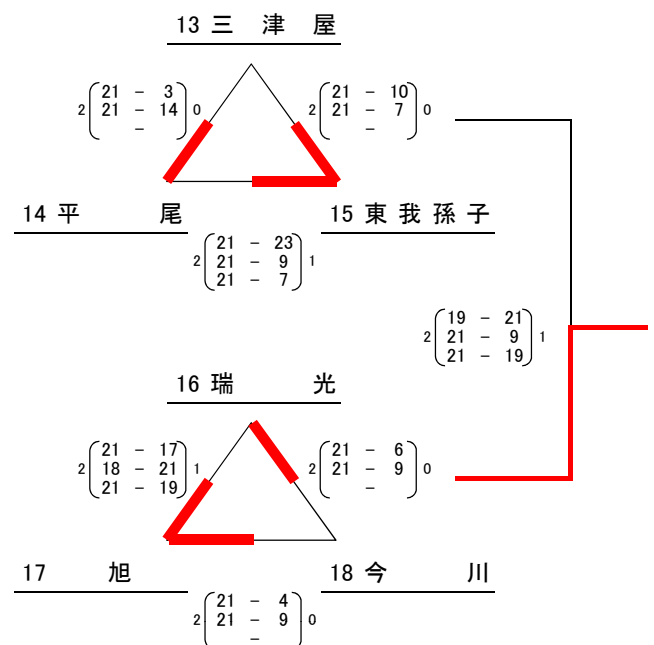 13 三津屋
2 21 - 3 0
21 - 14
-
2 21 - 10 0
21 - 7
-
14 平尾
15 東我孫子
2 21 - 23 1
21 - 9
21 - 7
2 19 - 21 1
21 - 9
21 - 19
16 瑞光
2 21 - 17 1
18 - 21
21 - 19
2 21 - 6 0
21 - 9
-
17 旭
18 今川
2 21 - 4 0
21 - 9
-